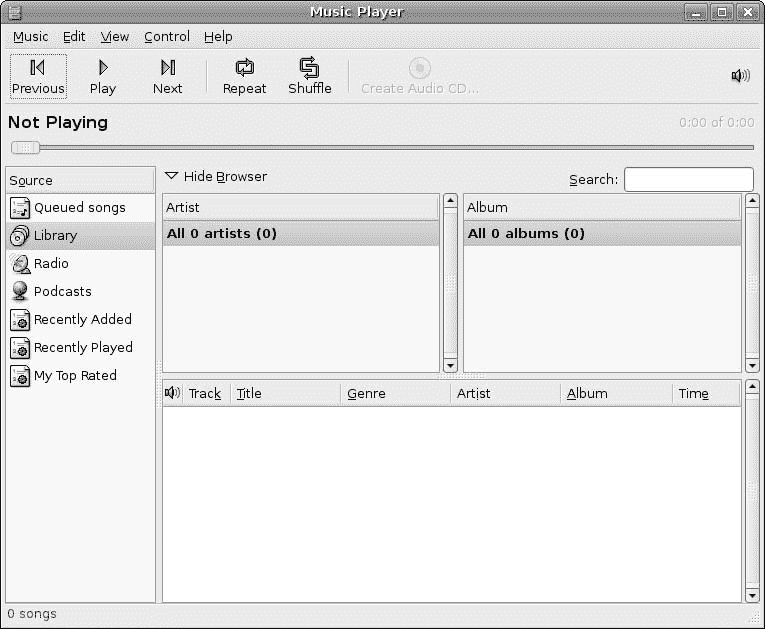 Music Player
Music Edit View Control Help
Previous Play Next Repeat Shuffle Create Audio CD...
Not Playing 0:00 of 0:00
Source
Queued songs
Library
Radio
Podcasts
Recently Added
Recently Played
My Top Rated
Hide Browser Search:
Artist Album
All 0 artists (0) All 0 albums (0)
Track Title Genre Artist Album Time
0 songs